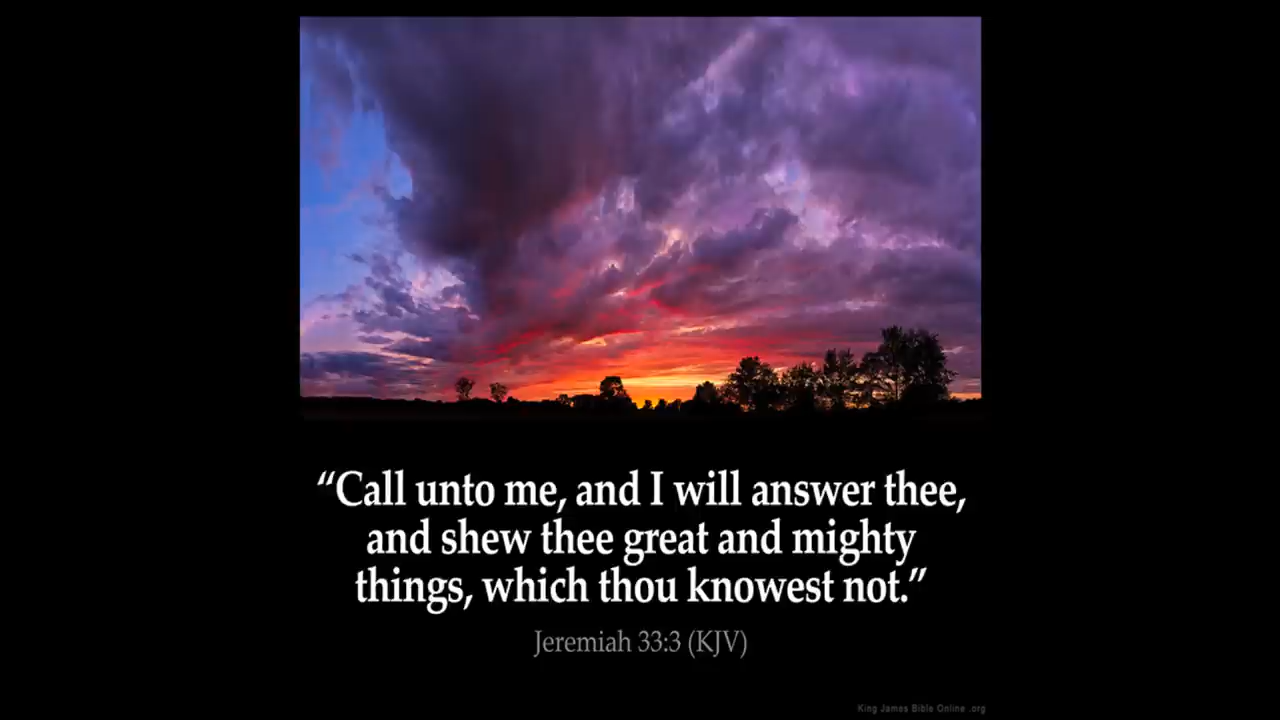 “Call unto me, and I will answer thee,
and shew thee great and mighty
things, which thou knowest not.”
Jeremiah 33:3 (KJV)
King James Bible Online .org